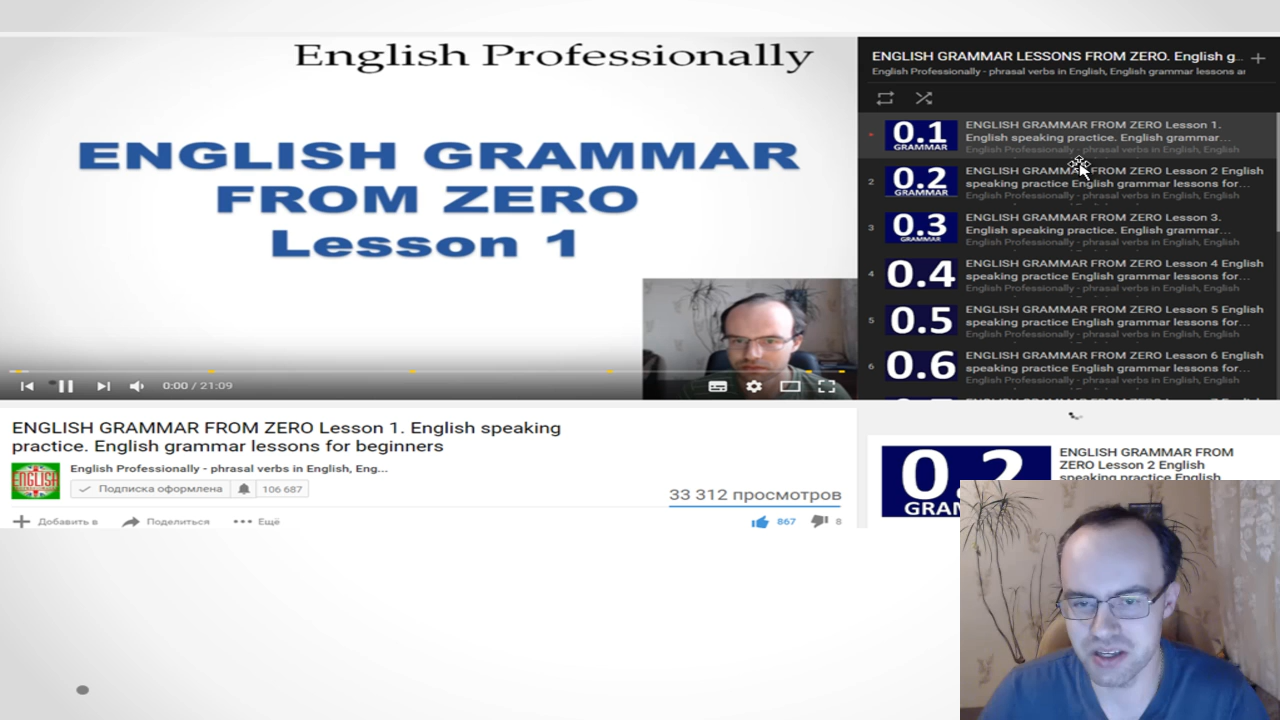 English Professionally
ENGLISH GRAMMAR
FROM ZERO
Lesson 1
0:00 / 21:09
ENGLISH GRAMMAR LESSONS FROM ZERO. English g...
English Professionally - phrasal verbs in English, English grammar lessons
0.1
GRAMMAR
ENGLISH GRAMMAR FROM ZERO Lesson 1.
English speaking practice. English grammar...
English Professionally - phrasal verbs in English, English
2
0.2
GRAMMAR
ENGLISH GRAMMAR FROM ZERO Lesson 2 English
speaking practice English grammar lessons for...
English Professionally - phrasal verbs in English, English
3
0.3
GRAMMAR
ENGLISH GRAMMAR FROM ZERO Lesson 3.
English speaking practice. English grammar...
English Professionally - phrasal verbs in English, English
4
0.4
ENGLISH GRAMMAR FROM ZERO Lesson 4 English
speaking practice English grammar lessons for...
English Professionally - phrasal verbs in English, English
5
0.5
ENGLISH GRAMMAR FROM ZERO Lesson 5 English
speaking practice English grammar lessons for...
English Professionally - phrasal verbs in English, English
6
0.6
ENGLISH GRAMMAR FROM ZERO Lesson 6 English
speaking practice English grammar lessons for...
English Professionally - phrasal verbs in English, English
ENGLISH GRAMMAR FROM ZERO Lesson 1. English speaking
practice. English grammar lessons for beginners
ENGLISH
English Professionally - phrasal verbs in English, Eng...
Подписка оформлена 106 687
33 312 просмотров
Добавить в Поделиться Ещё
867 8
0.2
GRAM
ENGLISH GRAMMAR FROM
ZERO Lesson 2 English
speaking practice English